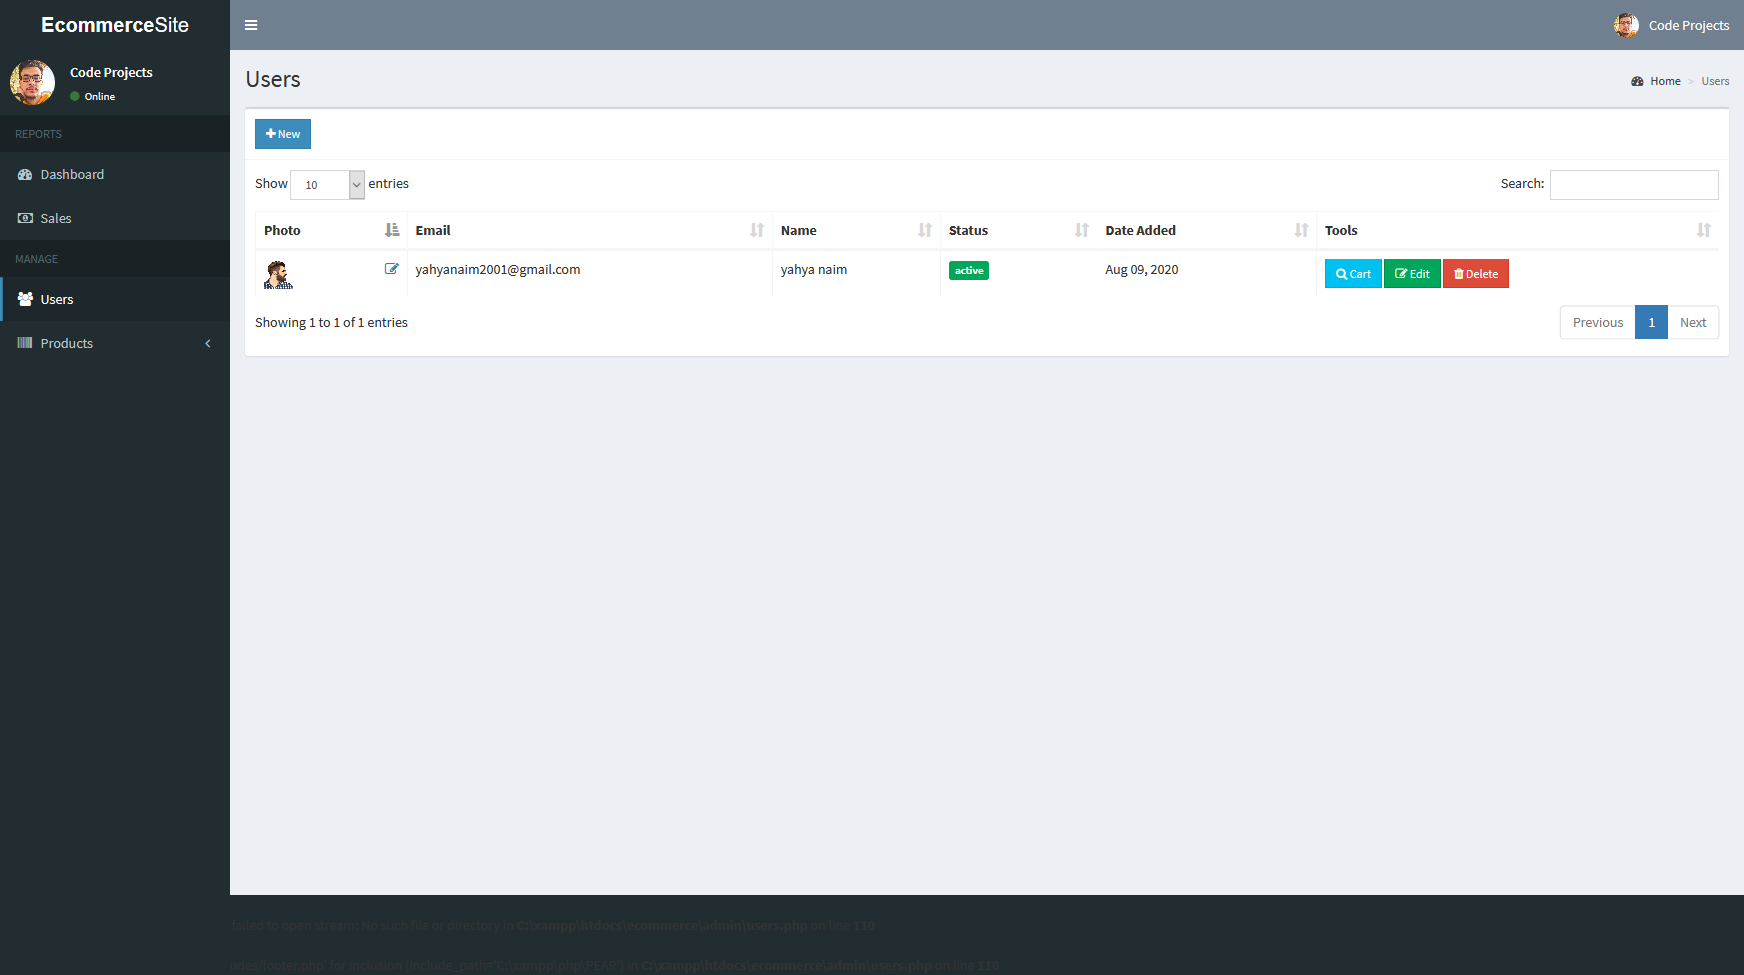 EcommerceSite
Code Projects
Code Projects
Online
Users
Home > Users
REPORTS
New
Dashboard
Show 10 entries
Search:
Sales
Photo Email Name Status Date Added Tools
MANAGE
yahyanaim2001@gmail.com yahya naim active Aug 09, 2020 Cart Edit Delete
Users
Showing 1 to 1 of 1 entries
Previous 1 Next
Products
failed to open stream: No such file or directory in C:\xampp\htdocs\ecommerce\admin\users.php on line 110
for inclusion (include_path='C:\xampp\php\PEAR') in C:\xampp\htdocs\ecommerce\admin\users.php on line 110